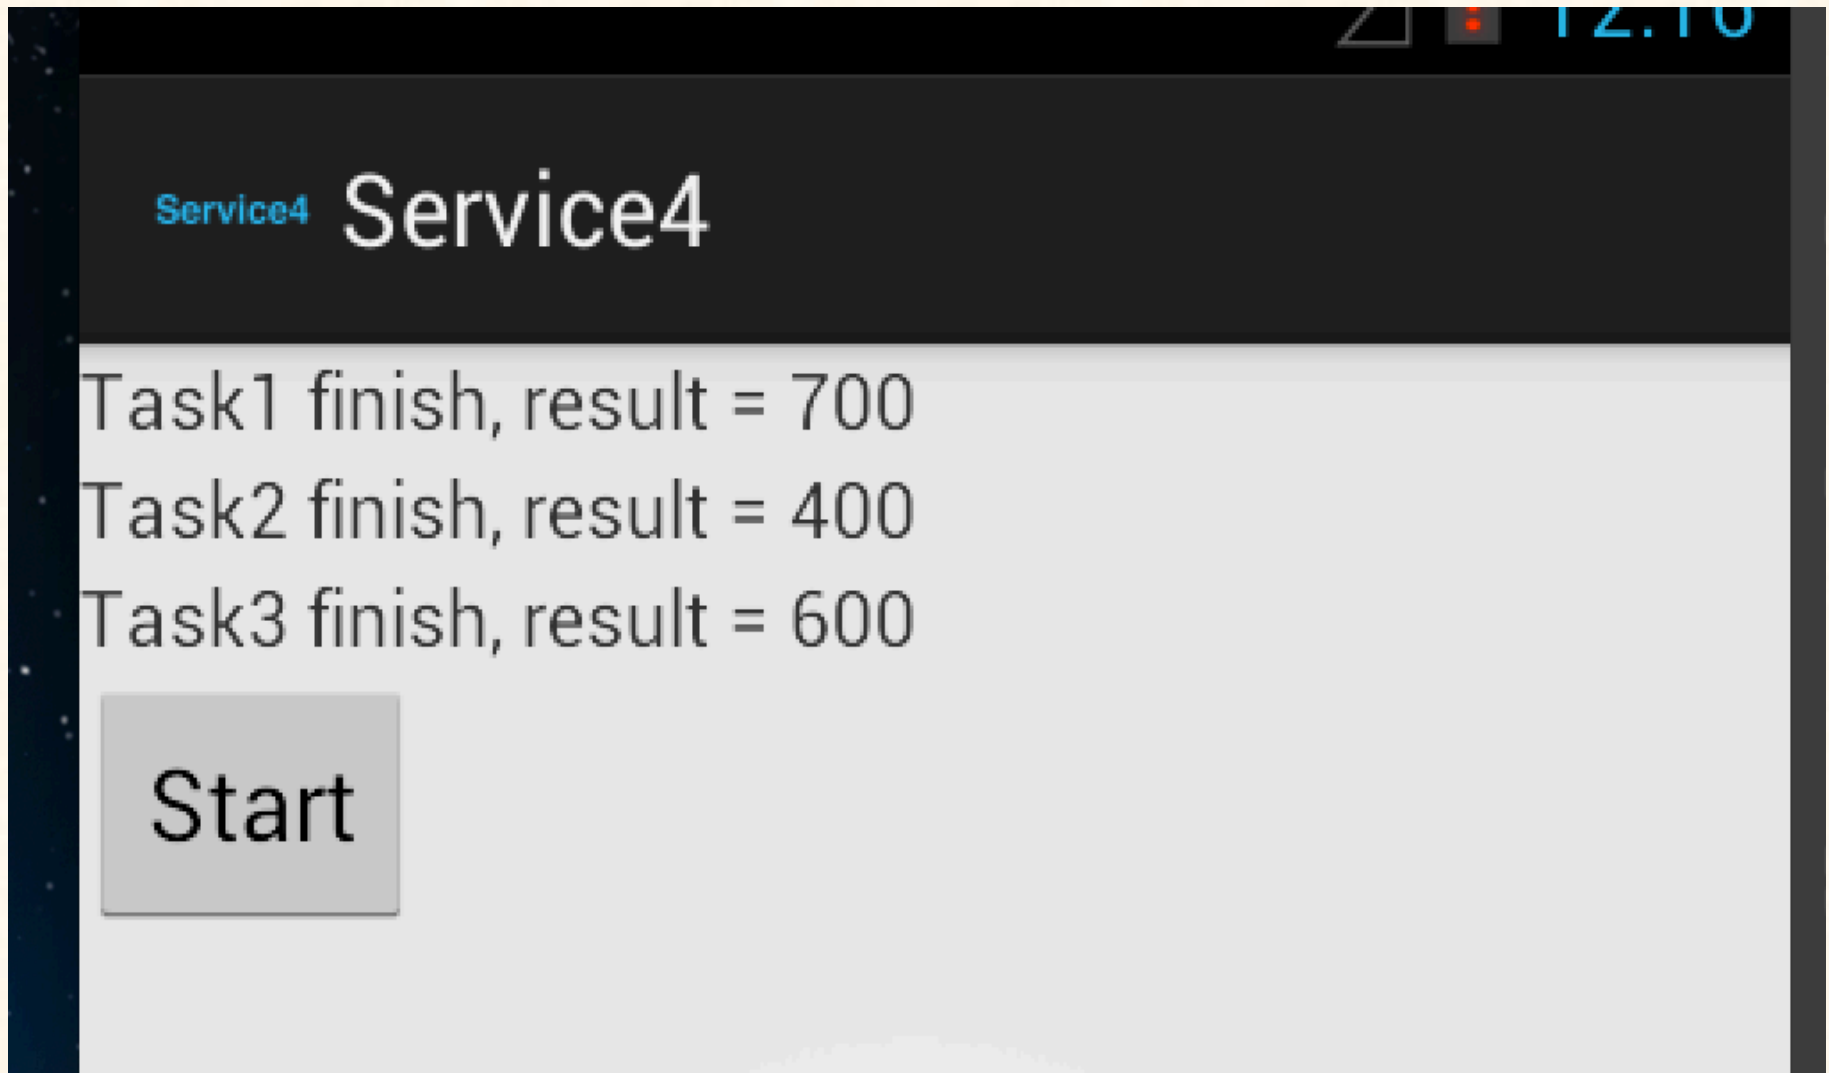 Service4 Service4
Task1 finish, result = 700
Task2 finish, result = 400
Task3 finish, result = 600
Start